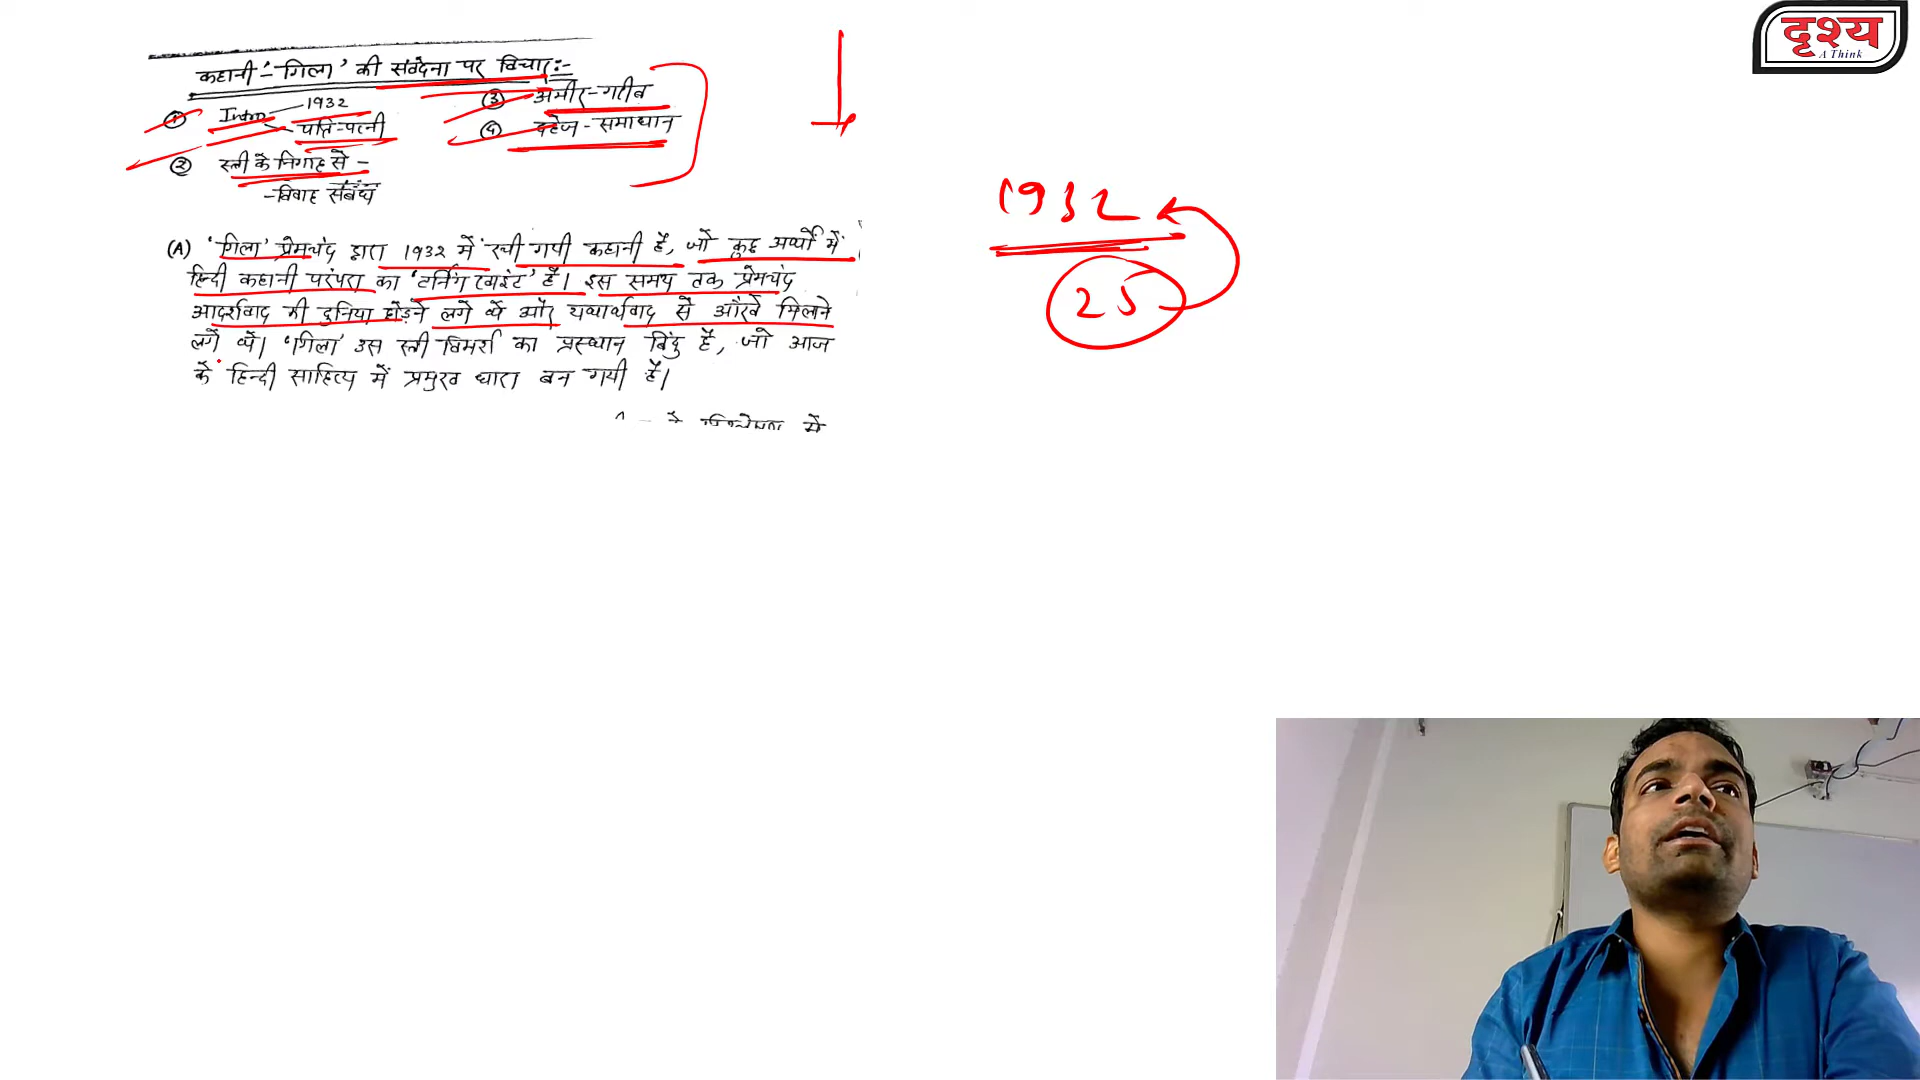 कहानी - 'गिला' की संवेदना पर विचार:-
① Intro - 1932
- पति-पत्नी
② स्त्री के निगाह से -
- विवाह संबंध
③ अमीर-गरीब
④ दहेज - समाधान
(A) 'गिला' प्रेमचंद द्वारा 1932 में रची गयी कहानी है, जो कुछ अर्थों में
हिन्दी कहानी परंपरा का 'टर्निंग प्वाइंट' है। इस समय तक प्रेमचंद
आदर्शवाद की दुनिया छोड़ने लगे थे और यथार्थवाद से आँखे मिलाने
लगे थे। 'गिला' उस स्त्री विमर्श का प्रस्थान बिंदु है, जो आज
के हिन्दी साहित्य में प्रमुख धारा बन गयी है।
में
1932
25
दृश्य
A Think